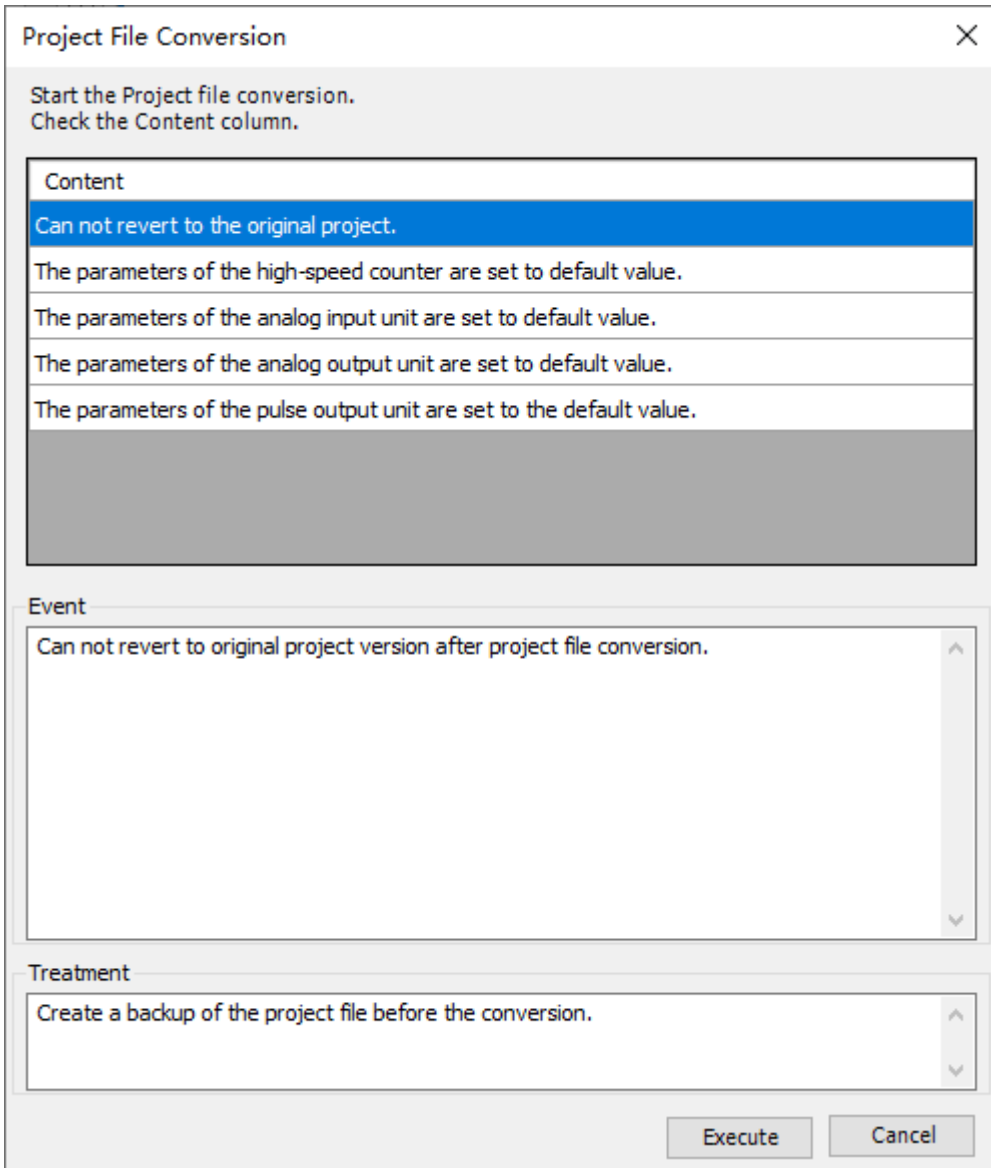 Project File Conversion
Start the Project file conversion.
Check the Content column.
Content
Can not revert to the original project.
The parameters of the high-speed counter are set to default value.
The parameters of the analog input unit are set to default value.
The parameters of the analog output unit are set to default value.
The parameters of the pulse output unit are set to the default value.
Event
Can not revert to original project version after project file conversion.
Treatment
Create a backup of the project file before the conversion.
Execute
Cancel